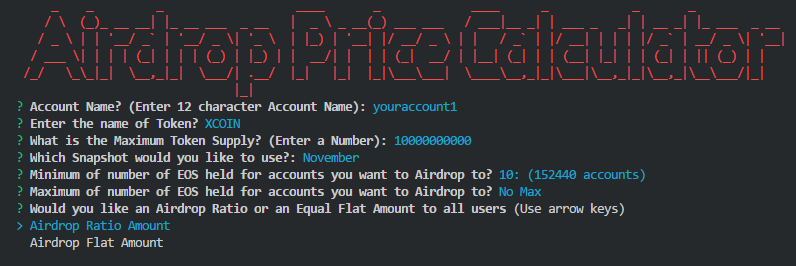 Airdrop Price Calculator
? Account Name? (Enter 12 character Account Name): youraccount1
? Enter the name of Token? XCOIN
? What is the Maximum Token Supply? (Enter a Number): 10000000000
? Which Snapshot would you like to use?: November
? Minimum of number of EOS held for accounts you want to Airdrop to? 10: (152440 accounts)
? Maximum of number of EOS held for accounts you want to Airdrop to? No Max
? Would you like an Airdrop Ratio or an Equal Flat Amount to all users (Use arrow keys)
> Airdrop Ratio Amount
Airdrop Flat Amount